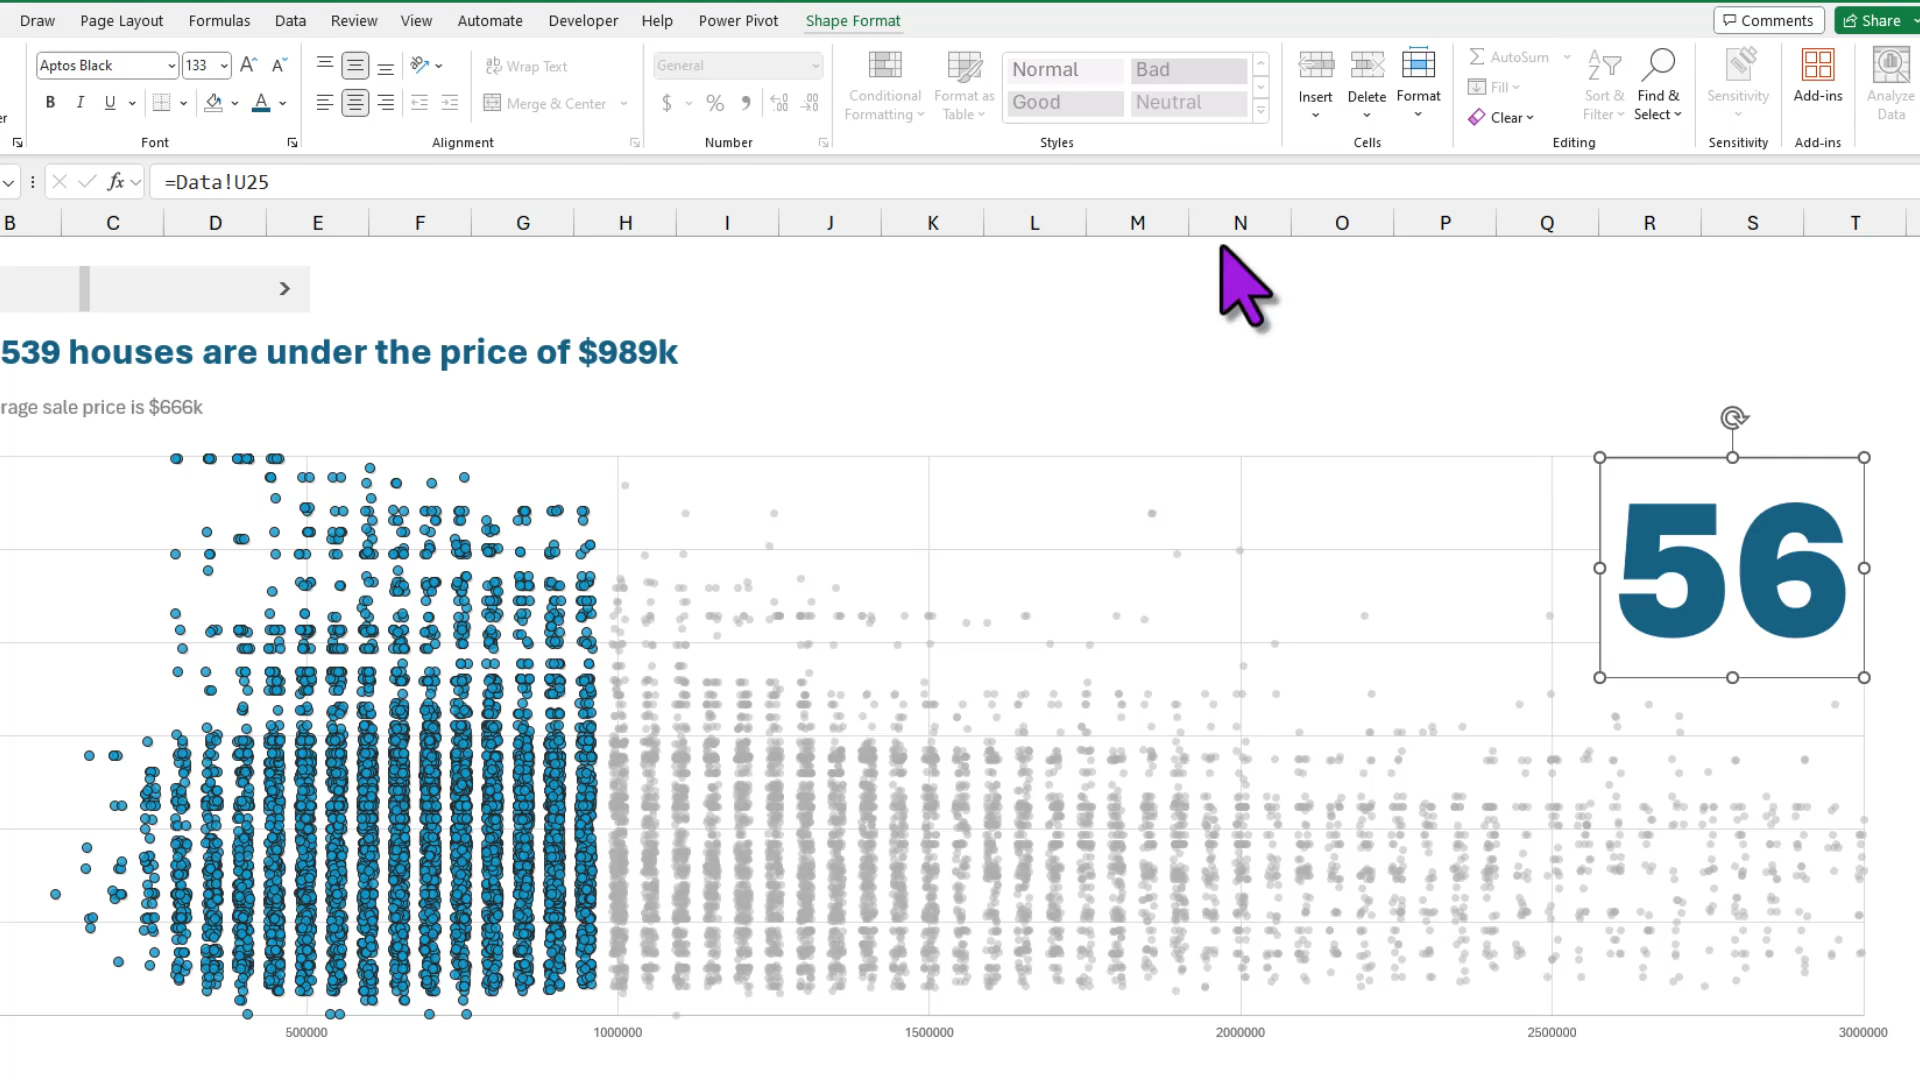 Draw Page Layout Formulas Data Review View Automate Developer Help Power Pivot Shape Format Comments Share
Aptos Black 133 A A Wrap Text General Normal Bad AutoSum
B I U A Merge & Center $ % Good Neutral Conditional Formatting Format as Table Insert Delete Format Fill Clear Sort & Filter Find & Select Sensitivity Add-ins Analyze Data
Font Alignment Number Styles Cells Editing Sensitivity Add-ins
fx =Data!U25
B C D E F G H I J K L M N O P Q R S T
539 houses are under the price of $989k
rage sale price is $666k
56
500000 1000000 1500000 2000000 2500000 3000000